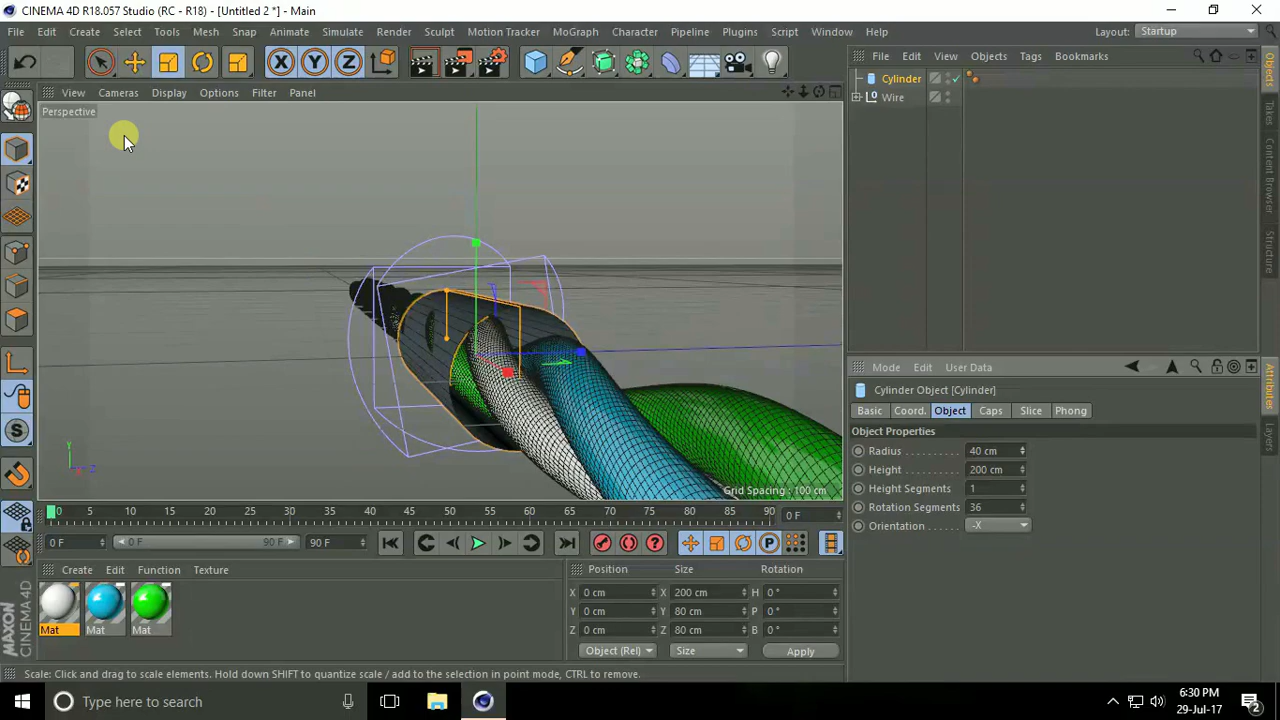 CINEMA 4D R18.057 Studio (RC - R18) - [Untitled 2 *] - Main
File Edit Create Select Tools Mesh Snap Animate Simulate Render Sculpt Motion Tracker MoGraph Character Pipeline Plugins Script Window Help Layout: Startup
X Y Z
File Edit View Objects Tags Bookmarks
Cylinder
Wire
View Cameras Display Options Filter Panel
Perspective
Y
Z
Grid Spacing : 100 cm
Objects
Takes
Content Browser
Structure
Mode Edit User Data
Cylinder Object [Cylinder]
Basic Coord. Object Caps Slice Phong
Object Properties
Radius 40 cm
Height 200 cm
Height Segments 1
Rotation Segments 36
Orientation -X
Attributes
Layers
S
0 5 10 15 20 25 30 35 40 45 50 55 60 65 70 75 80 85 90 0 F
0 F 0 F 90 F 90 F
P
Create Edit Function Texture
Mat Mat Mat
Position Size Rotation
X 0 cm X 200 cm H 0 °
Y 0 cm Y 80 cm P 0 °
Z 0 cm Z 80 cm B 0 °
Object (Rel) Size Apply
MAXON CINEMA 4D
Scale: Click and drag to scale elements. Hold down SHIFT to quantize scale / add to the selection in point mode, CTRL to remove.
Type here to search
6:30 PM
29-Jul-17
2